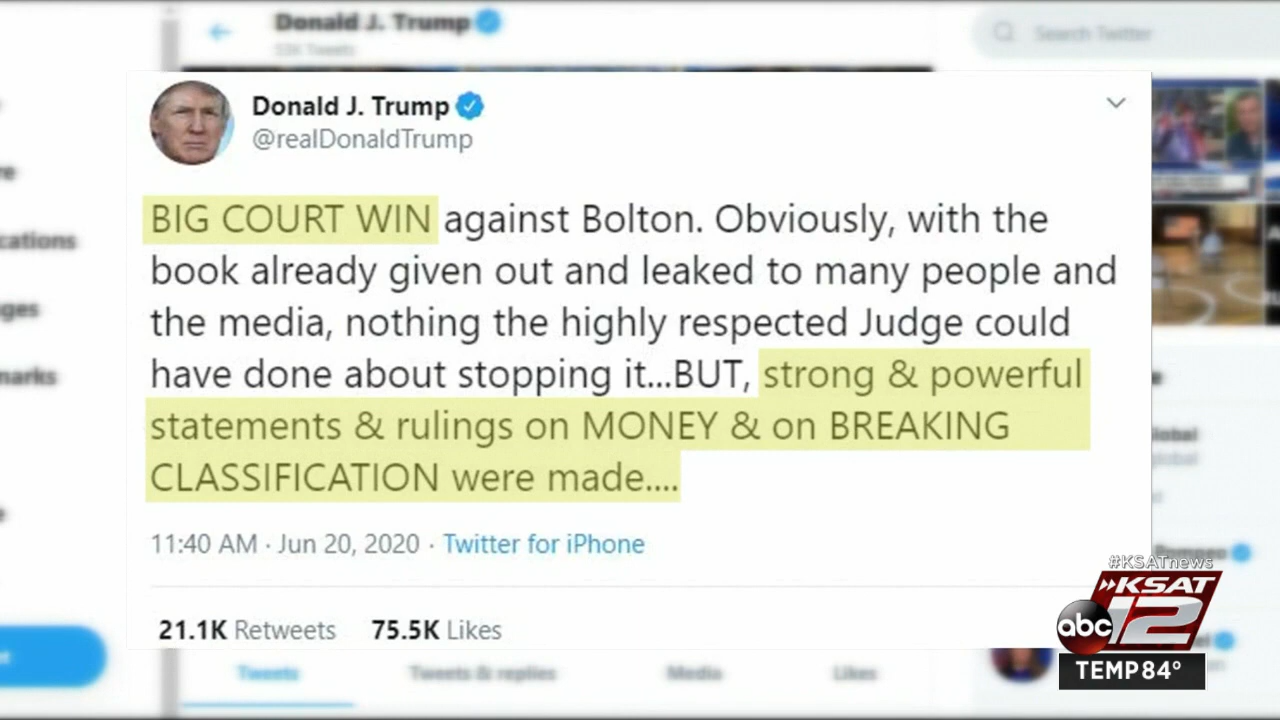 Donald J. Trump
Search Twitter
Donald J. Trump
@realDonaldTrump
BIG COURT WIN against Bolton. Obviously, with the
book already given out and leaked to many people and
the media, nothing the highly respected Judge could
have done about stopping it...BUT, strong & powerful
statements & rulings on MONEY & on BREAKING
CLASSIFICATION were made....
11:40 AM · Jun 20, 2020 · Twitter for iPhone
21.1K Retweets 75.5K Likes
Tweets Tweets & replies Media Likes
#KSATnews
KSAT
abc 12
TEMP 84°